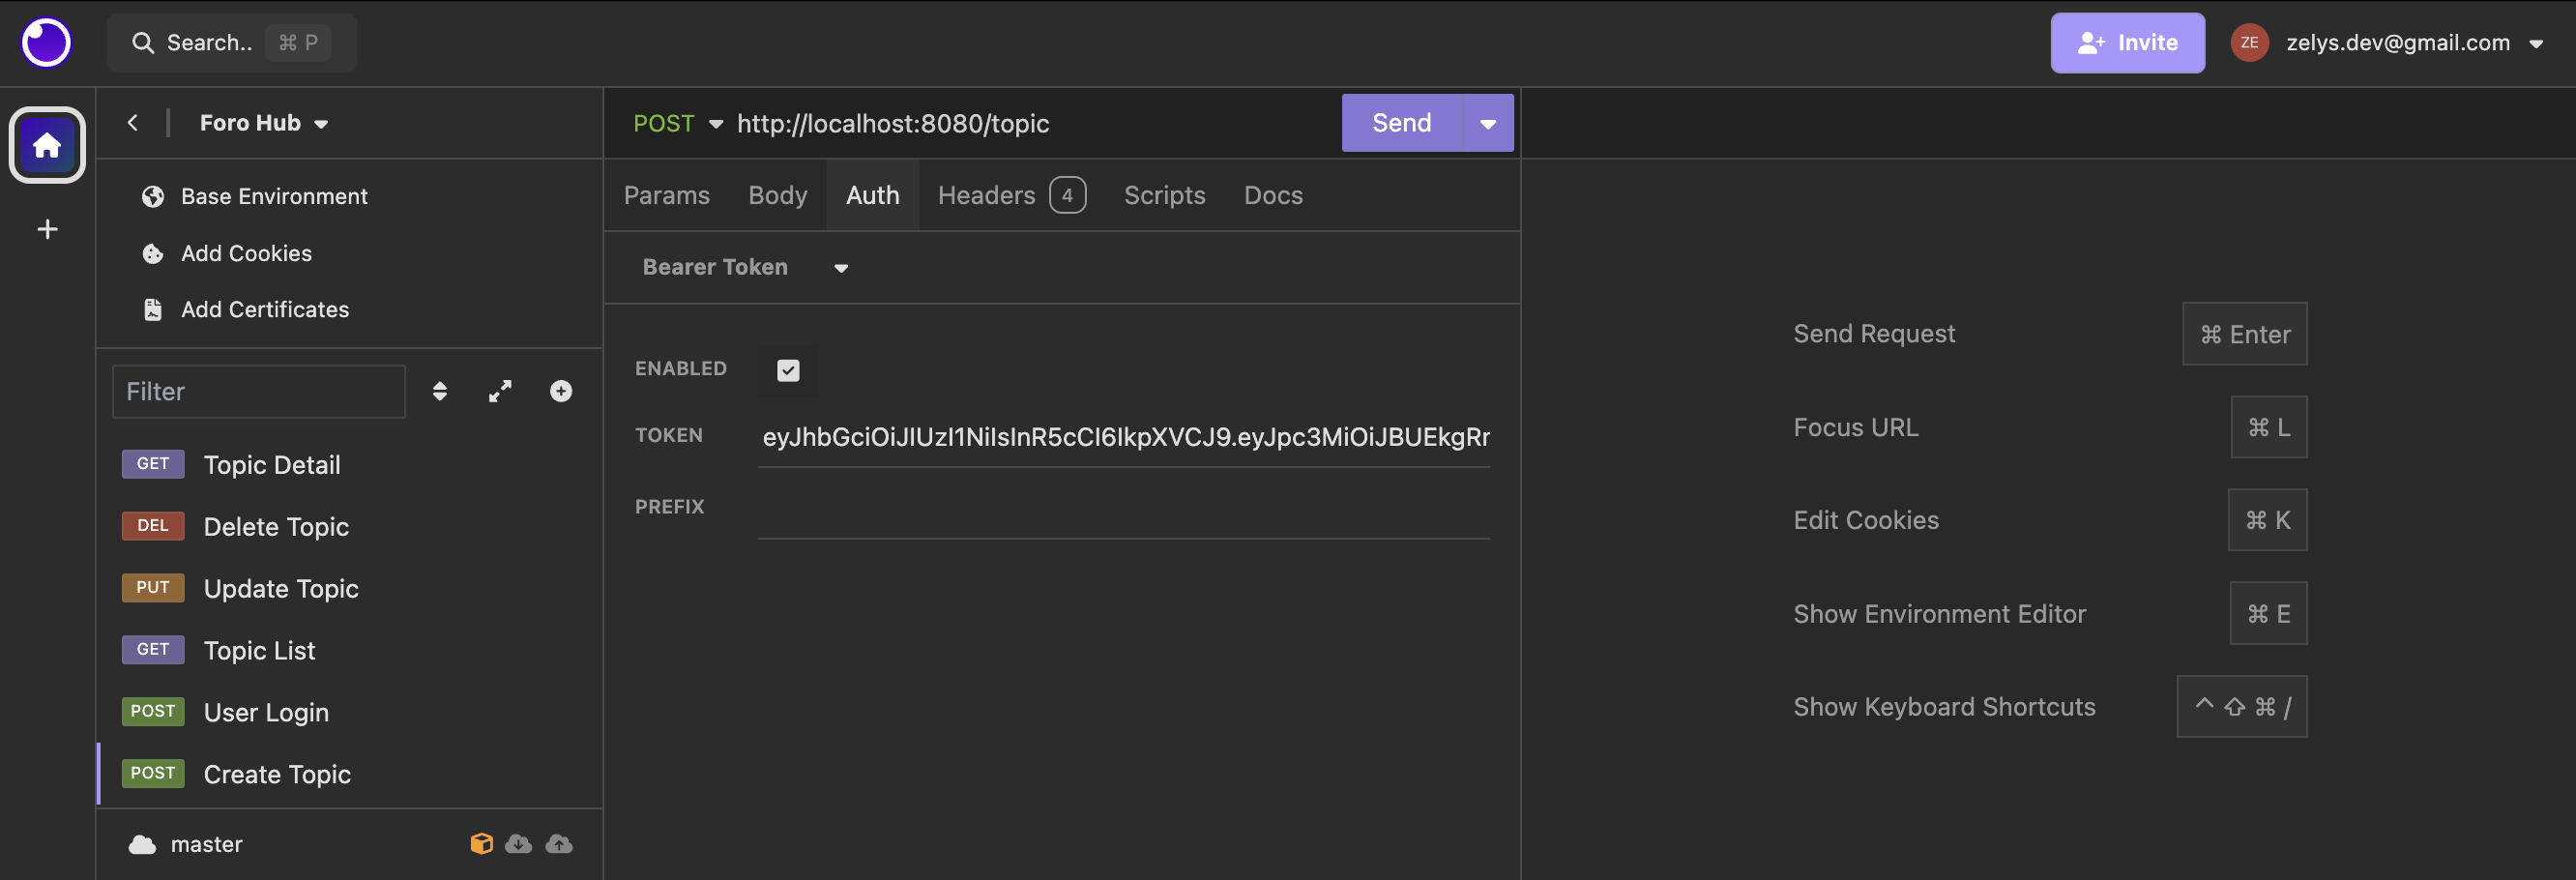 Search.. ⌘ P
Invite
ZE
zelys.dev@gmail.com
Foro Hub
Base Environment
Add Cookies
Add Certificates
Filter
GET Topic Detail
DEL Delete Topic
PUT Update Topic
GET Topic List
POST User Login
POST Create Topic
master
POST http://localhost:8080/topic
Send
Params Body Auth Headers 4 Scripts Docs
Bearer Token
ENABLED
TOKEN eyJhbGciOiJIUzI1NiIsInR5cCI6IkpXVCJ9.eyJpc3MiOiJBUEkgRr
PREFIX
Send Request ⌘ Enter
Focus URL ⌘ L
Edit Cookies ⌘ K
Show Environment Editor ⌘ E
Show Keyboard Shortcuts ⌃ ⇧ ⌘ /